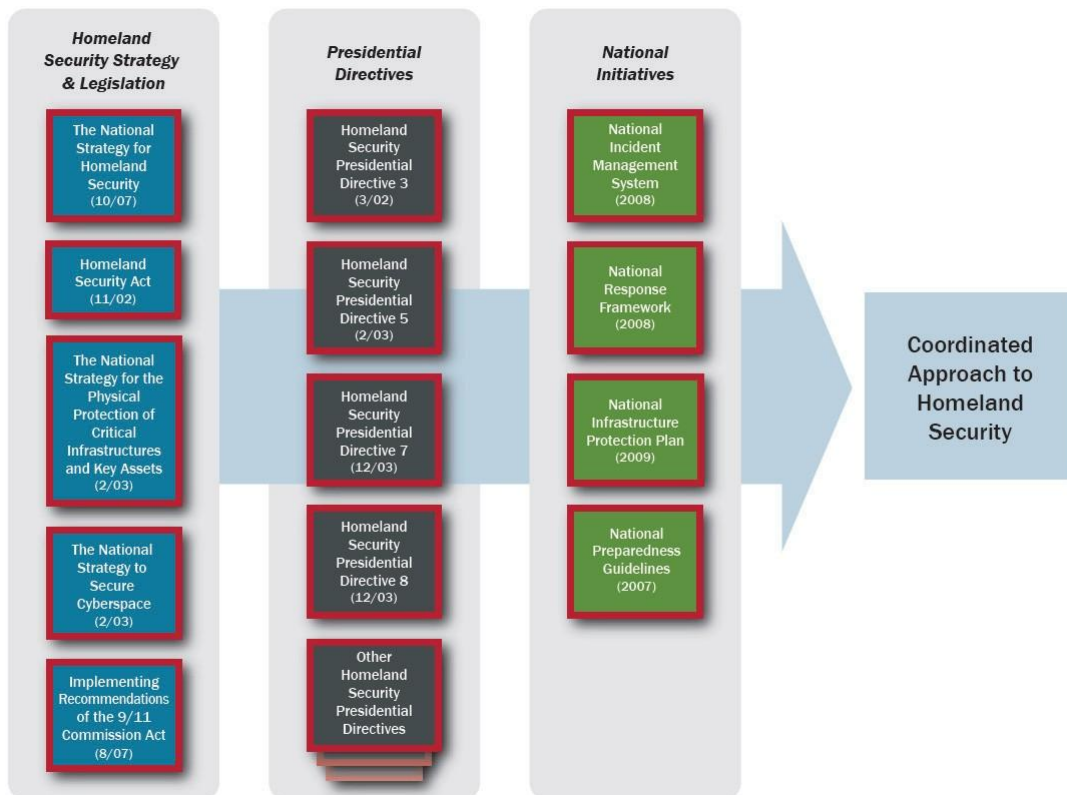 Homeland
Security Strategy
& Legislation
The National
Strategy for
Homeland
Security
(10/07)
Homeland
Security Act
(11/02)
The National
Strategy for the
Physical
Protection of
Critical
Infrastructures
and Key Assets
(2/03)
The National
Strategy to
Secure
Cyberspace
(2/03)
Implementing
Recommendations
of the 9/11
Commission Act
(8/07)
Presidential
Directives
Homeland
Security
Presidential
Directive 3
(3/02)
Homeland
Security
Presidential
Directive 5
(2/03)
Homeland
Security
Presidential
Directive 7
(12/03)
Homeland
Security
Presidential
Directive 8
(12/03)
Other
Homeland
Security
Presidential
Directives
National
Initiatives
National
Incident
Management
System
(2008)
National
Response
Framework
(2008)
National
Infrastructure
Protection Plan
(2009)
National
Preparedness
Guidelines
(2007)
Coordinated
Approach to
Homeland
Security